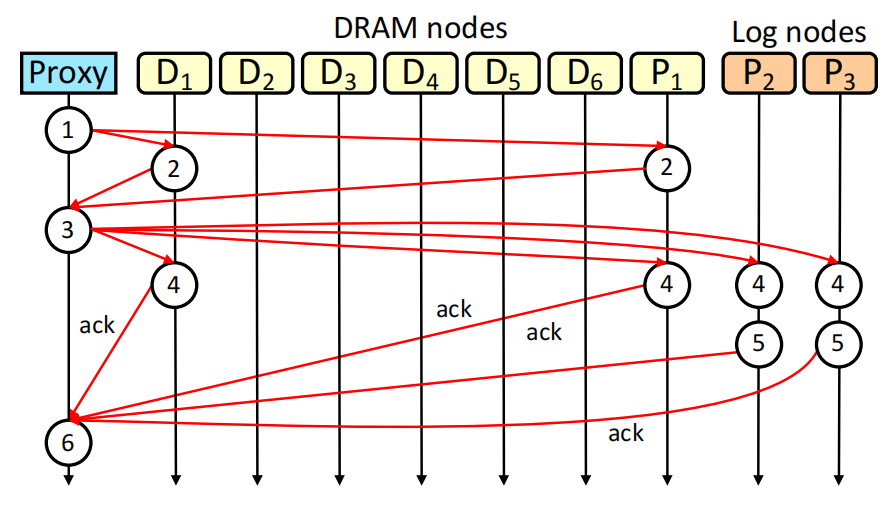 DRAM nodes Log nodes
Proxy D1 D2 D3 D4 D5 D6 P1 P2 P3
1
2 2
3
4 4 4 4
ack ack ack
5 5
ack
6